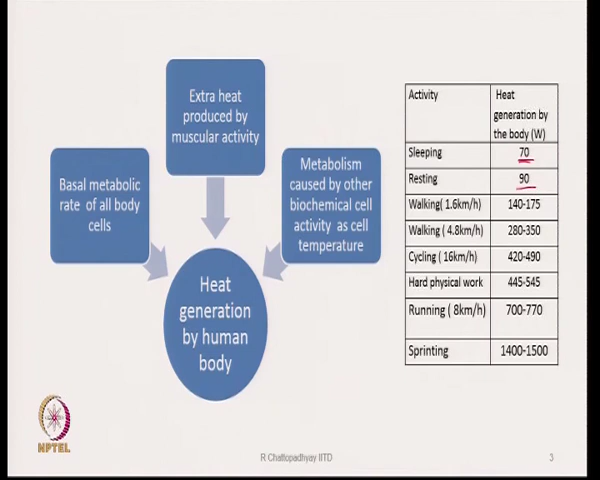 Extra heat
produced by
muscular activity
Basal metabolic
rate of all body
cells
Metabolism
caused by other
biochemical cell
activity as cell
temperature
Heat
generation
by human
body
Activity Heat
generation by
the body (W)
Sleeping 70
Resting 90
Walking( 1.6km/h) 140-175
Walking ( 4.8km/h) 280-350
Cycling ( 16km/h) 420-490
Hard physical work 445-545
Running ( 8km/h) 700-770
Sprinting 1400-1500
NPTEL
R Chattopadhyay IITD
3